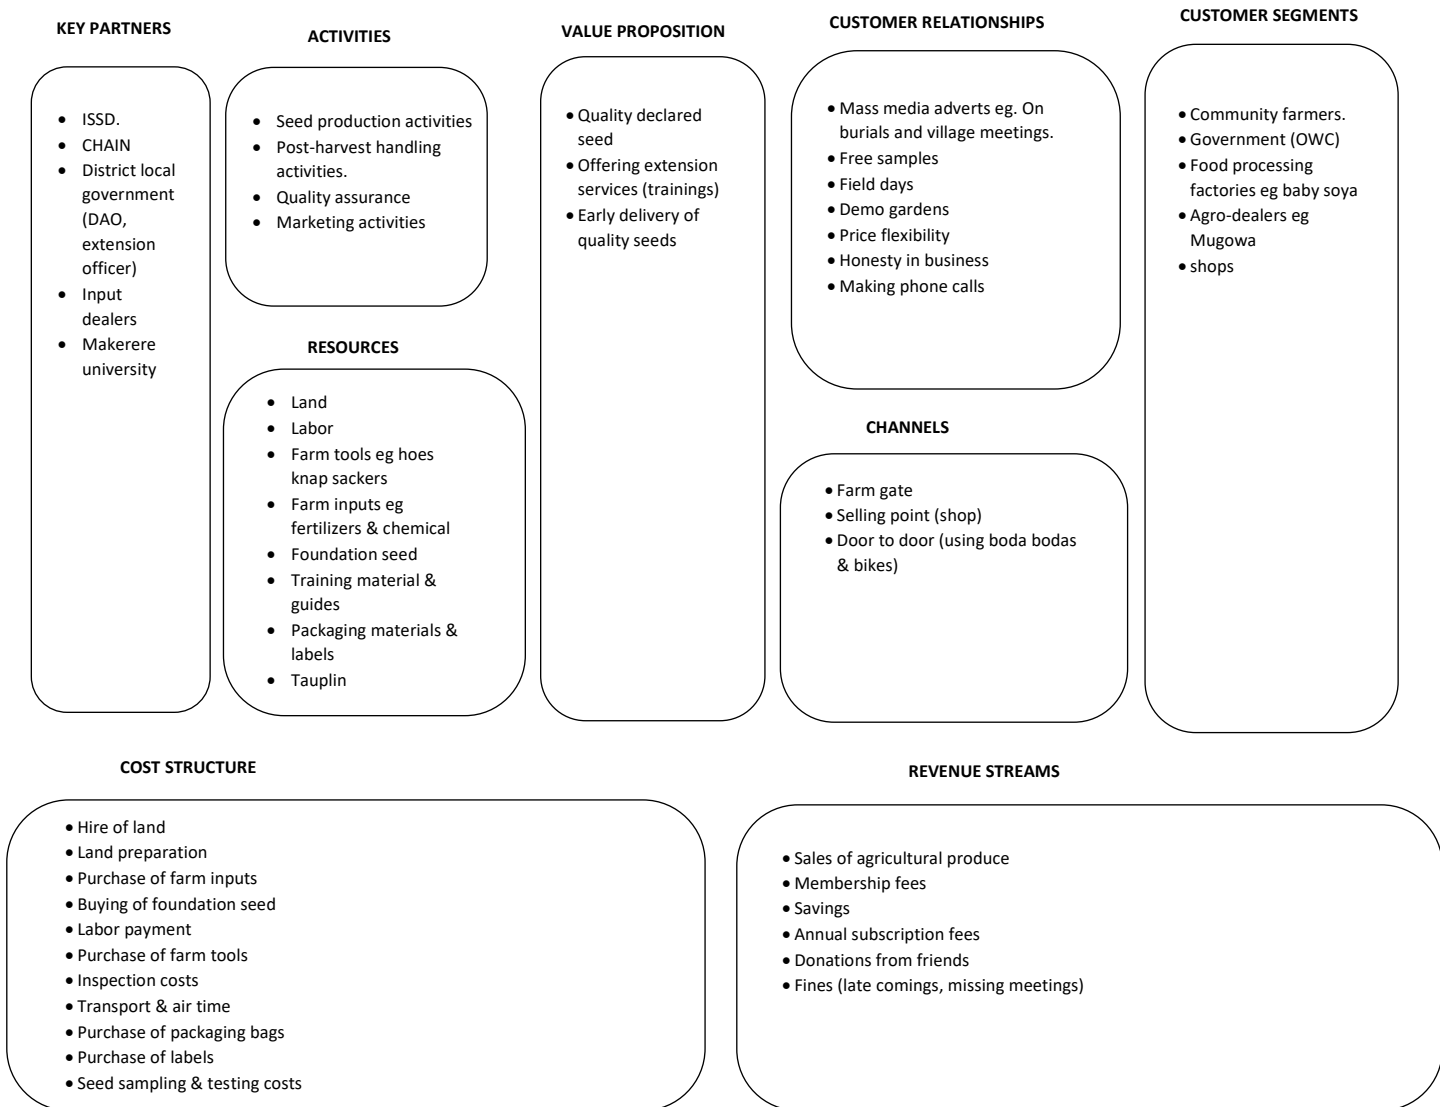 KEY PARTNERS
• ISSD.
• CHAIN
• District local
government
(DAO,
extension
officer)
• Input
dealers
• Makerere
university
ACTIVITIES
• Seed production activities
• Post-harvest handling
activities.
• Quality assurance
• Marketing activities
RESOURCES
• Land
• Labor
• Farm tools eg hoes
knap sackers
• Farm inputs eg
fertilizers & chemical
• Foundation seed
• Training material &
guides
• Packaging materials &
labels
• Tauplin
VALUE PROPOSITION
• Quality declared
seed
• Offering extension
services (trainings)
• Early delivery of
quality seeds
CUSTOMER RELATIONSHIPS
• Mass media adverts eg. On
burials and village meetings.
• Free samples
• Field days
• Demo gardens
• Price flexibility
• Honesty in business
• Making phone calls
CHANNELS
• Farm gate
• Selling point (shop)
• Door to door (using boda bodas
& bikes)
CUSTOMER SEGMENTS
• Community farmers.
• Government (OWC)
• Food processing
factories eg baby soya
• Agro-dealers eg
Mugowa
• shops
COST STRUCTURE
• Hire of land
• Land preparation
• Purchase of farm inputs
• Buying of foundation seed
• Labor payment
• Purchase of farm tools
• Inspection costs
• Transport & air time
• Purchase of packaging bags
• Purchase of labels
• Seed sampling & testing costs
REVENUE STREAMS
• Sales of agricultural produce
• Membership fees
• Savings
• Annual subscription fees
• Donations from friends
• Fines (late comings, missing meetings)